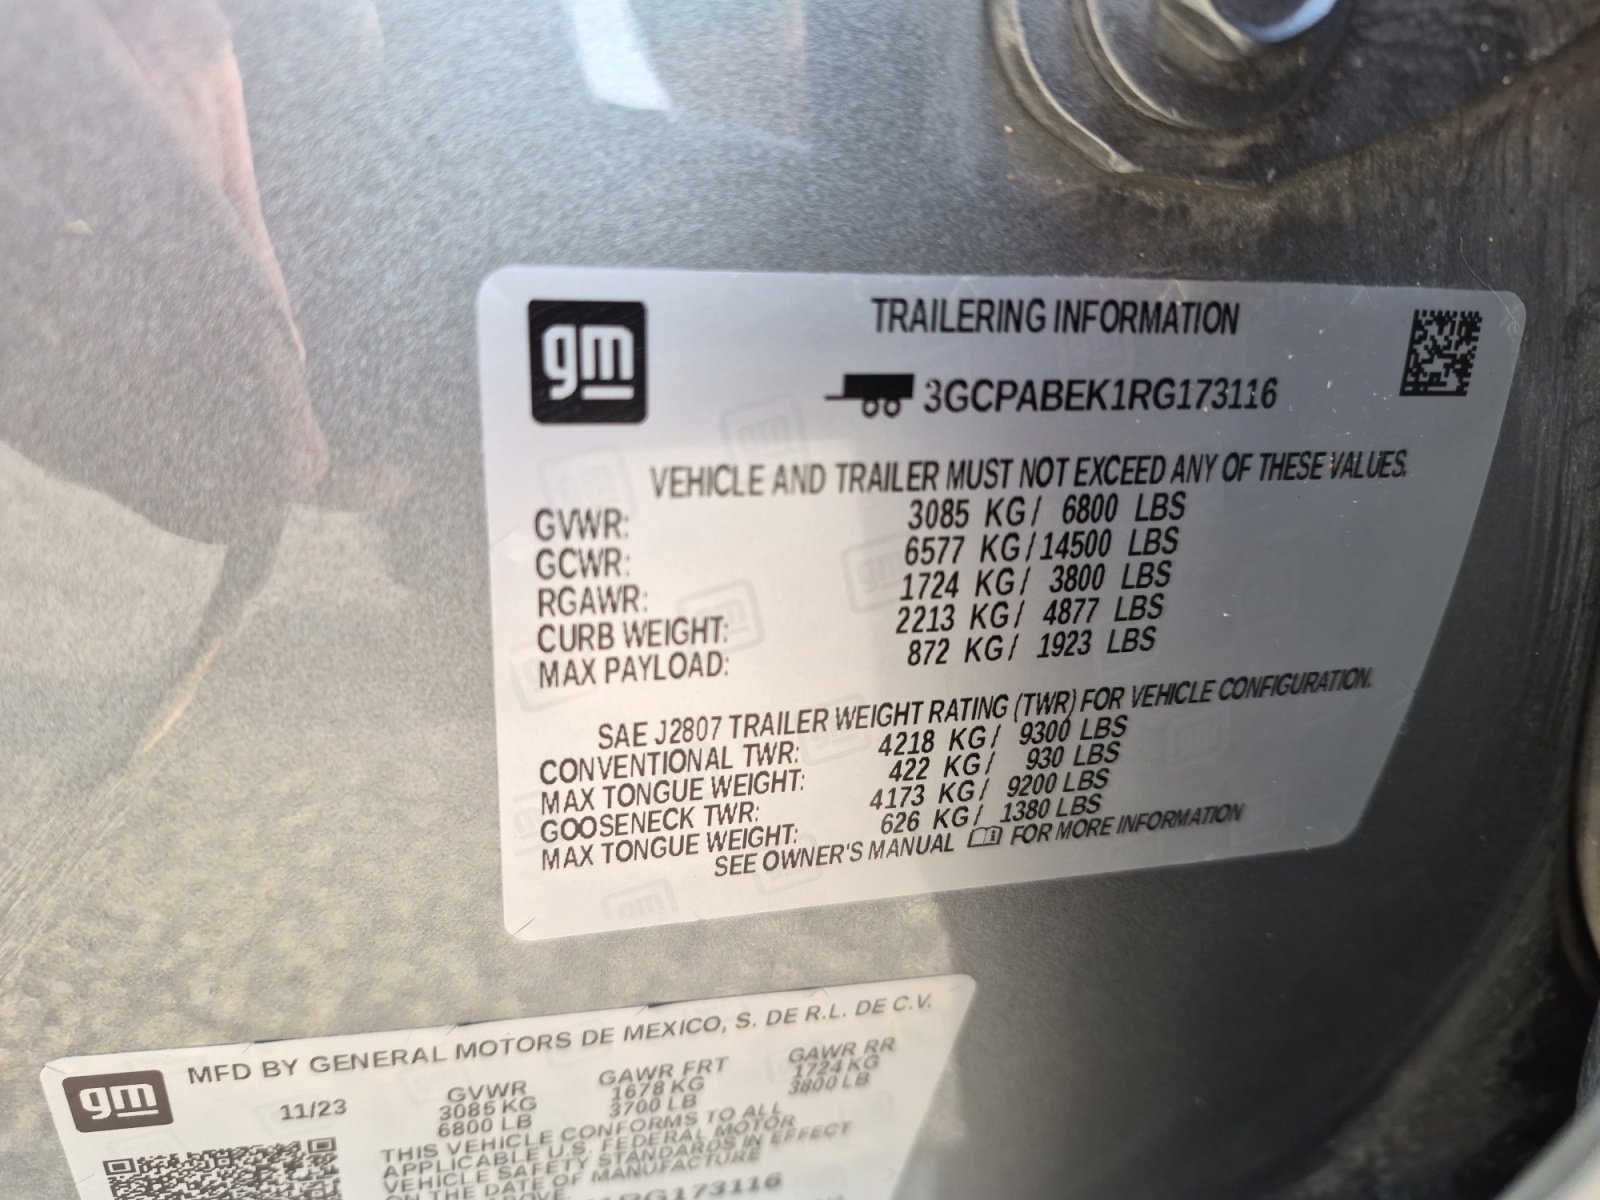 gm
TRAILERING INFORMATION
3GCPABEK1RG173116
VEHICLE AND TRAILER MUST NOT EXCEED ANY OF THESE VALUES.
GVWR: 3085 KG/ 6800 LBS
GCWR: 6577 KG/14500 LBS
RGAWR: 1724 KG/ 3800 LBS
CURB WEIGHT: 2213 KG/ 4877 LBS
MAX PAYLOAD: 872 KG/ 1923 LBS
SAE J2807 TRAILER WEIGHT RATING (TWR) FOR VEHICLE CONFIGURATION.
CONVENTIONAL TWR: 4218 KG/ 9300 LBS
MAX TONGUE WEIGHT: 422 KG/ 930 LBS
GOOSENECK TWR: 4173 KG/ 9200 LBS
MAX TONGUE WEIGHT: 626 KG/ 1380 LBS
SEE OWNER'S MANUAL FOR MORE INFORMATION
gm
MFD BY GENERAL MOTORS DE MEXICO, S. DE R.L. DE C.V.
11/23
GVWR GAWR FRT GAWR RR
3085 KG 1678 KG 1724 KG
6800 LB 3700 LB 3800 LB
THIS VEHICLE CONFORMS TO ALL
APPLICABLE U.S. FEDERAL MOTOR
VEHICLE SAFETY STANDARDS IN EFFECT
ON THE DATE OF MANUFACTURE
ABOVE.
1RG173116